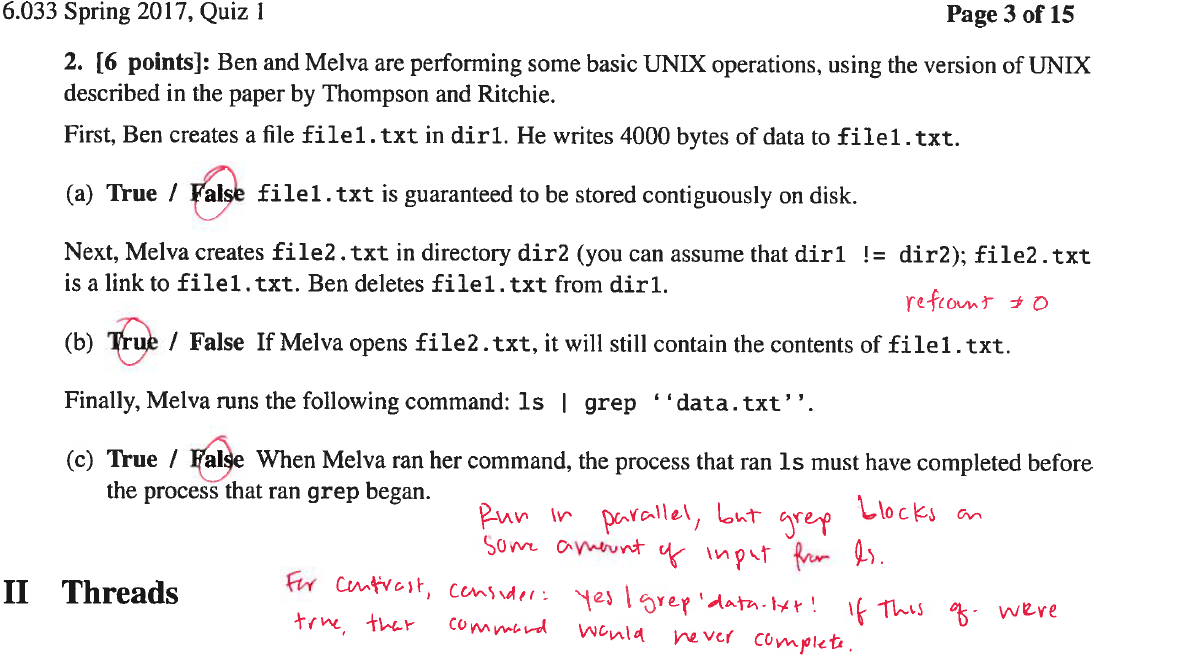 6.033 Spring 2017, Quiz 1 Page 3 of 15
2. [6 points]: Ben and Melva are performing some basic UNIX operations, using the version of UNIX
described in the paper by Thompson and Ritchie.
First, Ben creates a file file1.txt in dir1. He writes 4000 bytes of data to file1.txt.
(a) True / False file1.txt is guaranteed to be stored contiguously on disk.
Next, Melva creates file2.txt in directory dir2 (you can assume that dir1 != dir2); file2.txt
is a link to file1.txt. Ben deletes file1.txt from dir1.
refcount ≠ 0
(b) True / False If Melva opens file2.txt, it will still contain the contents of file1.txt.
Finally, Melva runs the following command: ls | grep ‘‘data.txt’’.
(c) True / False When Melva ran her command, the process that ran ls must have completed before
the process that ran grep began.
Run in parallel, but grep blocks on
some amount of input from ls.
II Threads
For contrast, consider: yes | grep 'data.txt! If this q. were
true, that command would never complete.